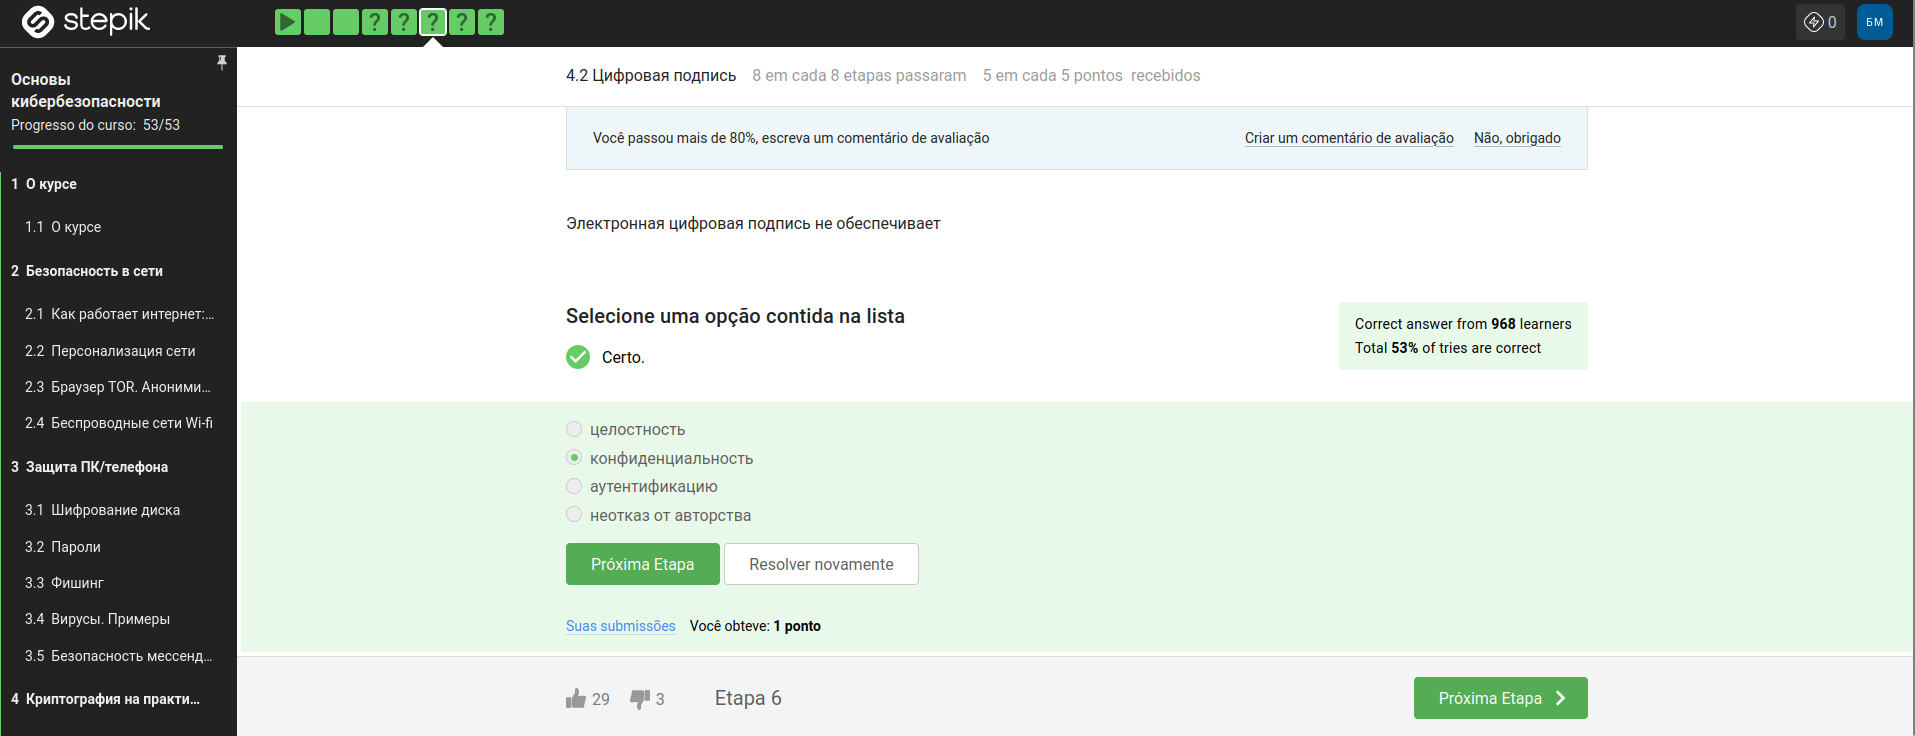 stepik
? ? ? ? ?
0
БМ
Основы
кибербезопасности
Progresso do curso: 53/53
1 О курсе
1.1 О курсе
2 Безопасность в сети
2.1 Как работает интернет:...
2.2 Персонализация сети
2.3 Браузер TOR. Аноними...
2.4 Беспроводные сети Wi-fi
3 Защита ПК/телефона
3.1 Шифрование диска
3.2 Пароли
3.3 Фишинг
3.4 Вирусы. Примеры
3.5 Безопасность мессенд...
4 Криптография на практи...
4.2 Цифровая подпись 8 em cada 8 etapas passaram 5 em cada 5 pontos recebidos
Você passou mais de 80%, escreva um comentário de avaliação Criar um comentário de avaliação Não, obrigado
Электронная цифровая подпись не обеспечивает
Selecione uma opção contida na lista
Certo.
Correct answer from 968 learners
Total 53% of tries are correct
целостность
конфиденциальность
аутентификацию
неотказ от авторства
Próxima Etapa Resolver novamente
Suas submissões Você obteve: 1 ponto
29 3 Etapa 6 Próxima Etapa